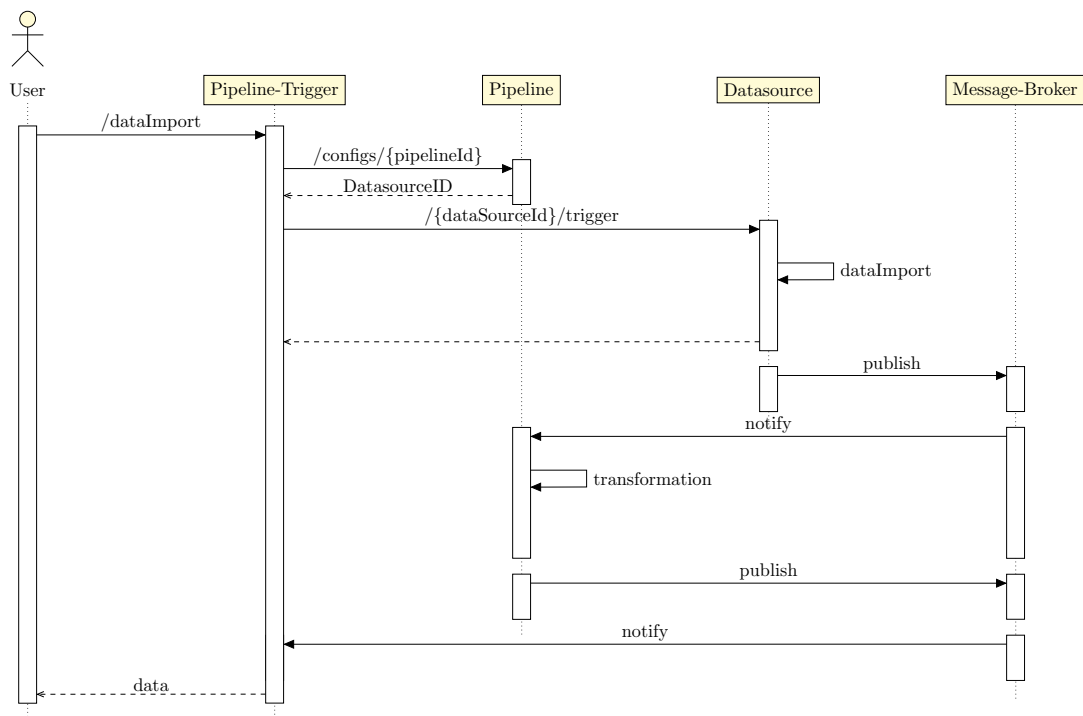 User
Pipeline-Trigger
Pipeline
Datasource
Message-Broker
/dataImport
/configs/{pipelineId}
DatasourceID
/{dataSourceId}/trigger
dataImport
publish
notify
transformation
publish
notify
data